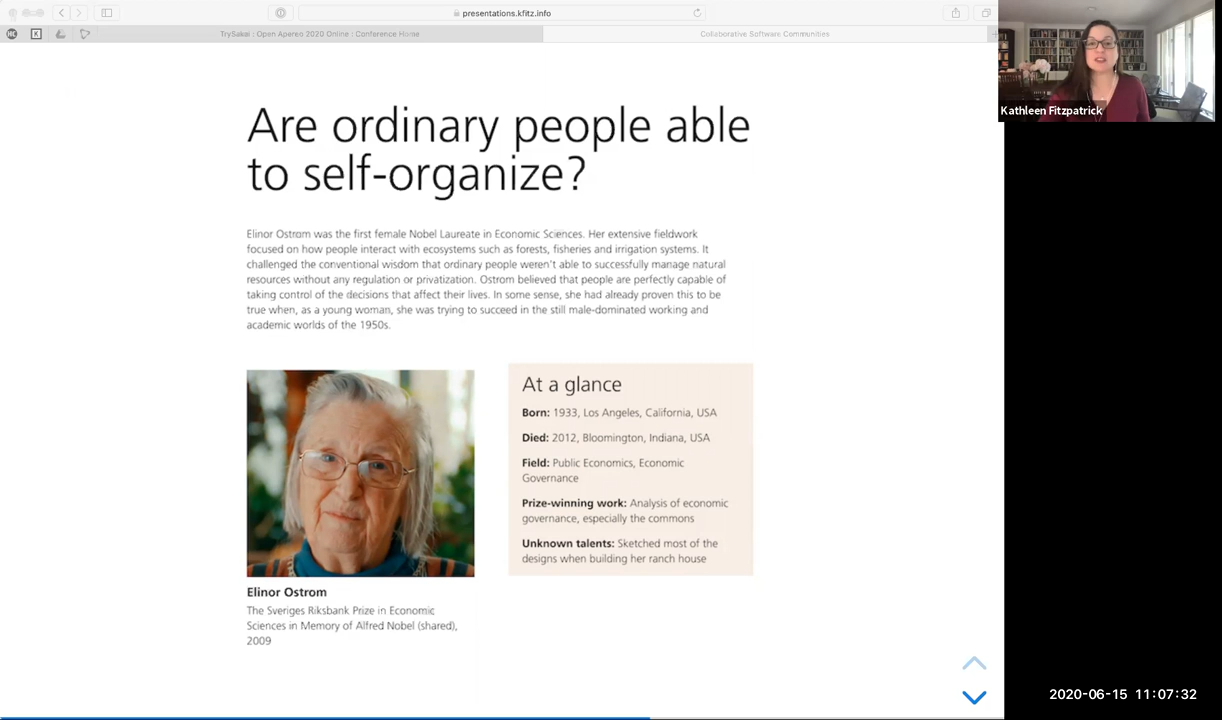 presentations.kfitz.info
TrySakai : Open Apereo 2020 Online : Conference Home
Collaborative Software Communities
Kathleen Fitzpatrick
Are ordinary people able
to self-organize?
Elinor Ostrom was the first female Nobel Laureate in Economic Sciences. Her extensive fieldwork
focused on how people interact with ecosystems such as forests, fisheries and irrigation systems. It
challenged the conventional wisdom that ordinary people weren't able to successfully manage natural
resources without any regulation or privatization. Ostrom believed that people are perfectly capable of
taking control of the decisions that affect their lives. In some sense, she had already proven this to be
true when, as a young woman, she was trying to succeed in the still male-dominated working and
academic worlds of the 1950s.
Elinor Ostrom
The Sveriges Riksbank Prize in Economic
Sciences in Memory of Alfred Nobel (shared),
2009
At a glance
Born: 1933, Los Angeles, California, USA
Died: 2012, Bloomington, Indiana, USA
Field: Public Economics, Economic
Governance
Prize-winning work: Analysis of economic
governance, especially the commons
Unknown talents: Sketched most of the
designs when building her ranch house
2020-06-15 11:07:32